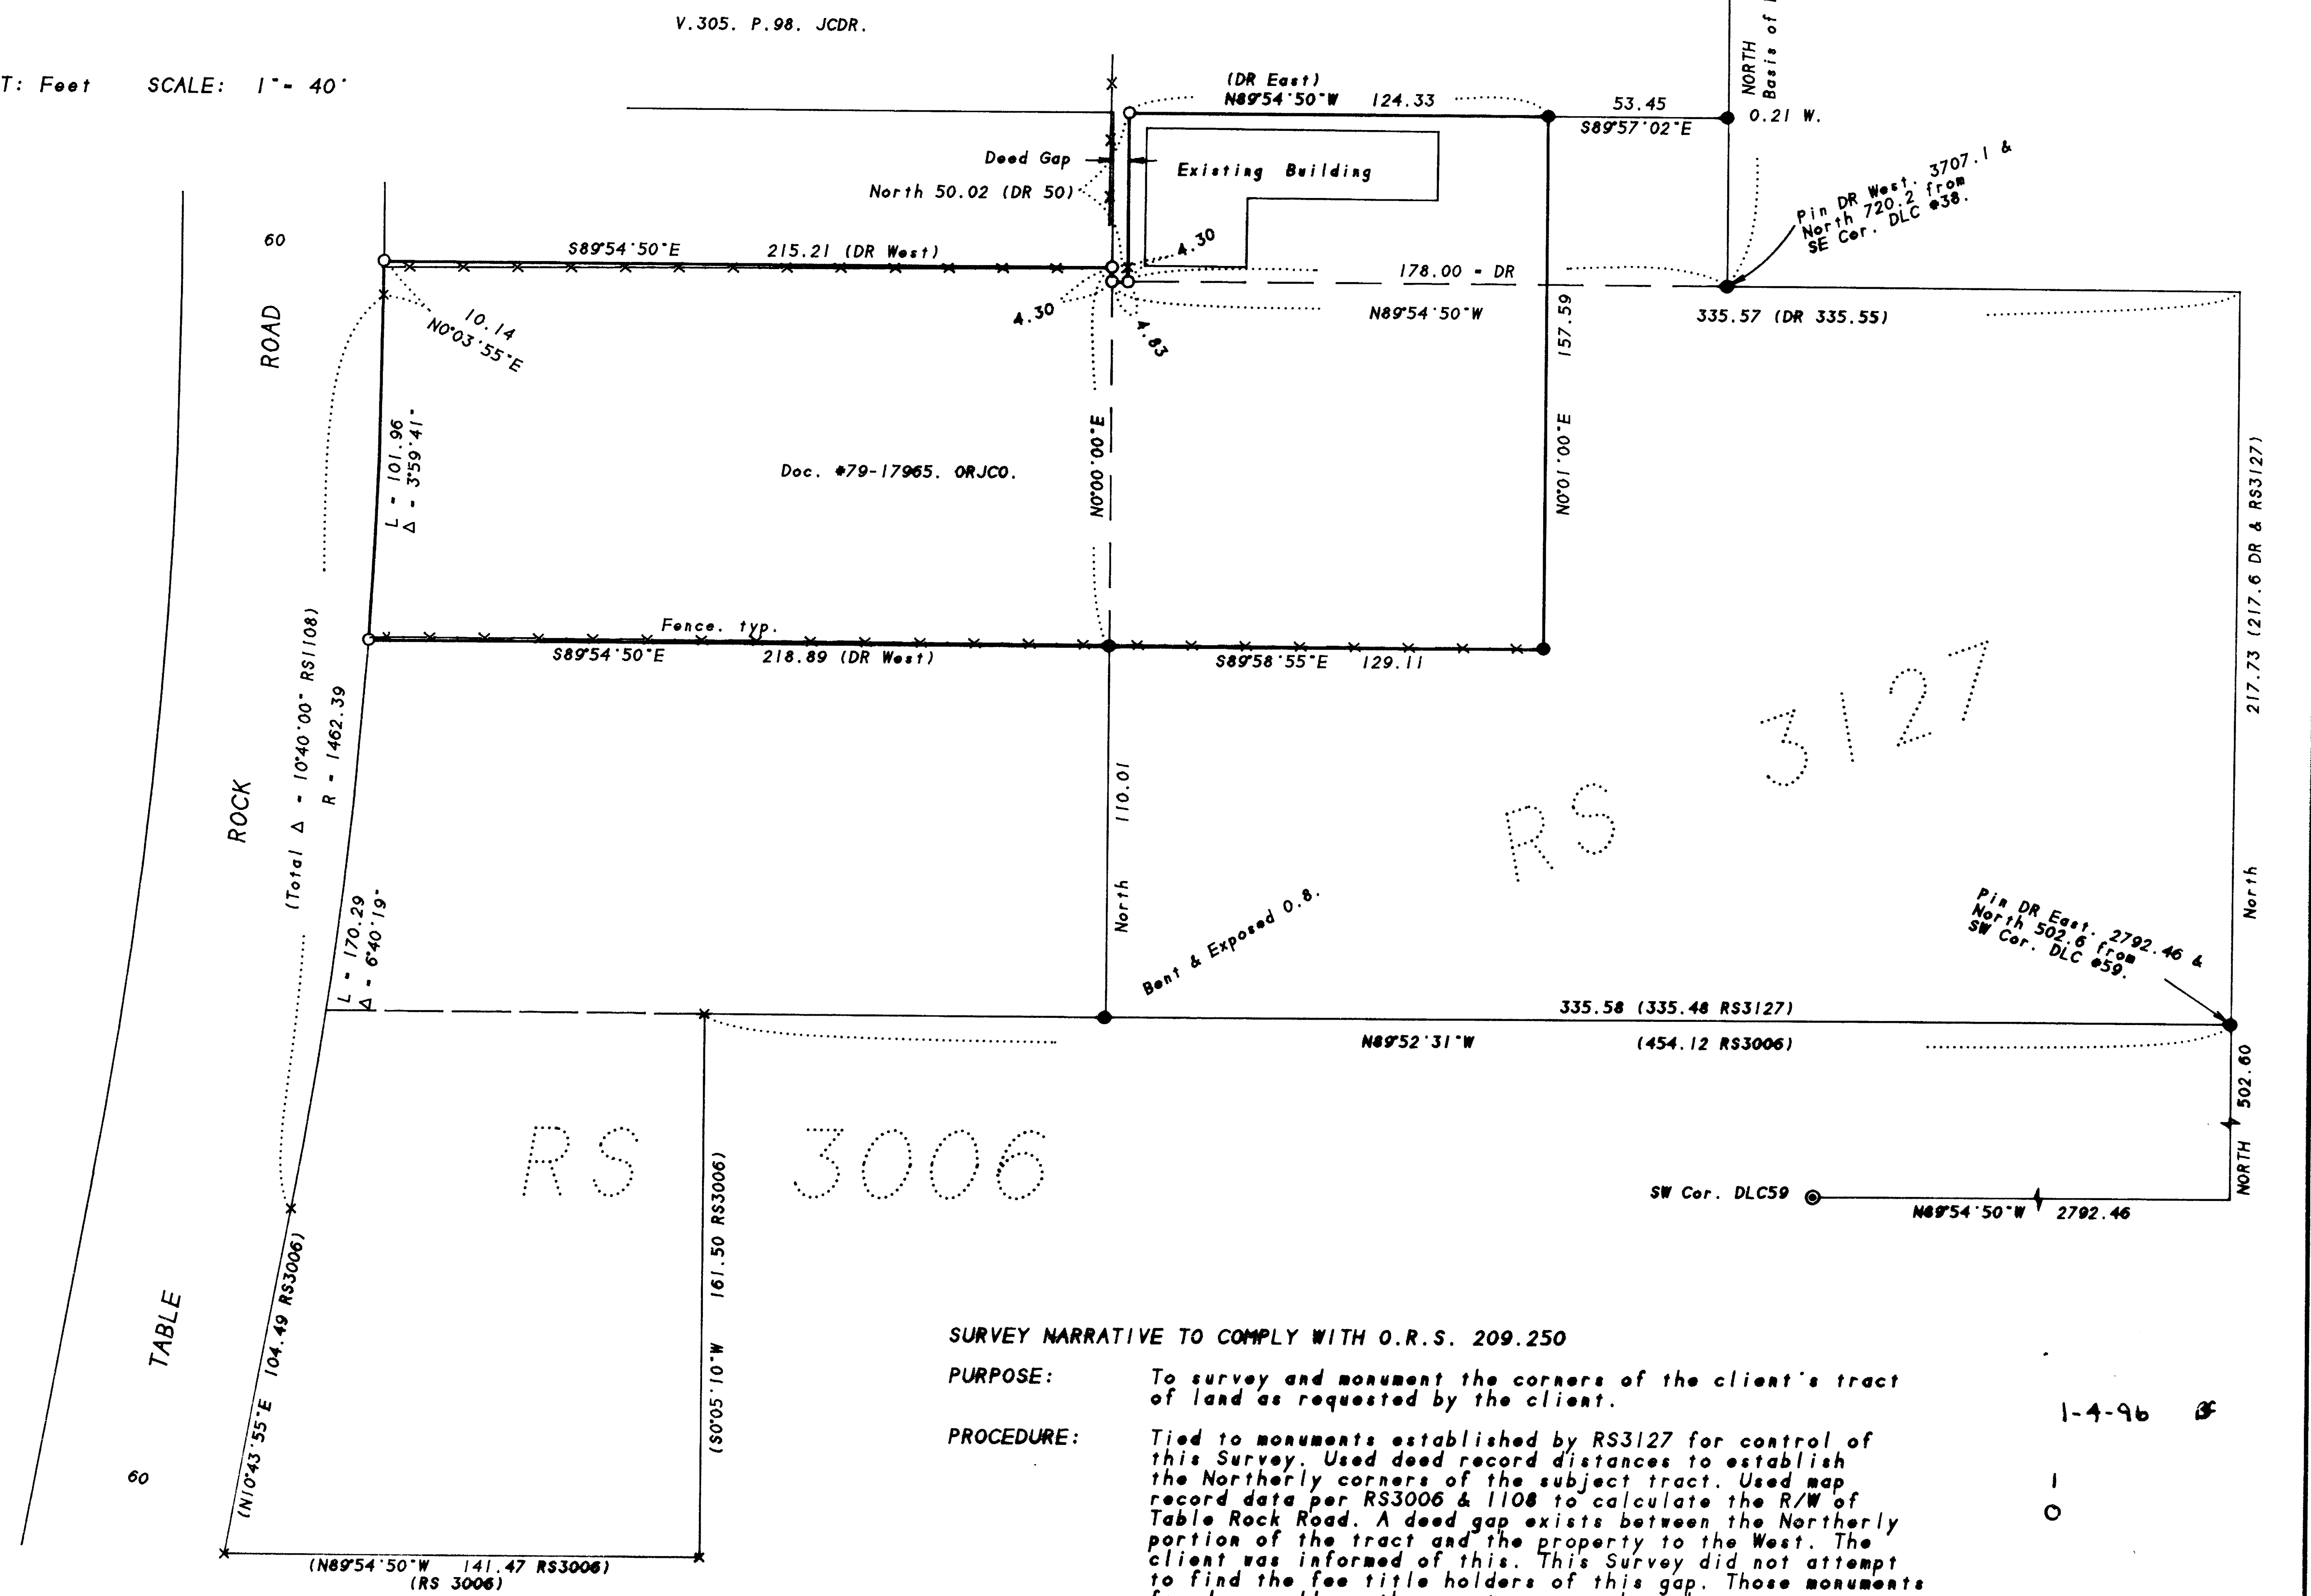 V.305. P.98. JCDR.
T: Feet SCALE: 1"= 40'
NORTH
Basis of
(DR East)
N89°54'50"W 124.33
53.45
S89°57'02"E
0.21 W.
Deed Gap
Existing Building
North 50.02 (DR 50)
Pin DR West. 3707.1 &
North 720.2 from
SE Cor. DLC #38.
60
S89°54'50"E 215.21 (DR West)
4.30
178.00 = DR
4.30
4.83
N89°54'50"W
335.57 (DR 335.55)
10.14
N0°03'55"E
ROAD
157.59
N0°01'00"E
L = 101.96
Δ = 3°59'41"
N0°00'00"E
Doc. #79-17965. ORJCO.
217.73 (217.6 DR & RS3127)
North
Fence. typ.
S89°54'50"E 218.89 (DR West)
S89°58'55"E 129.11
(Total Δ = 10°40'00" RS1108)
R = 1462.39
RS 3127
ROCK
North 110.01
L = 170.29
Δ = 6°40'19"
Bent & Exposed 0.8.
Pin DR East. 2792.46 &
North 502.6 from
SW Cor. DLC #59.
335.58 (335.48 RS3127)
N89°52'31"W (454.12 RS3006)
NORTH 502.60
RS 3006
(S0°05'10"W 161.50 RS3006)
SW Cor. DLC59
N89°54'50"W 2792.46
(N10°43'55"E 104.49 RS3006)
TABLE
60
(N89°54'50"W 141.47 RS3006)
(RS 3006)
SURVEY NARRATIVE TO COMPLY WITH O.R.S. 209.250
PURPOSE: To survey and monument the corners of the client's tract
of land as requested by the client.
1-4-96
PROCEDURE: Tied to monuments established by RS3127 for control of
this Survey. Used deed record distances to establish
the Northerly corners of the subject tract. Used map
record data per RS3006 & 1108 to calculate the R/W of
Table Rock Road. A deed gap exists between the Northerly
portion of the tract and the property to the West. The
client was informed of this. This Survey did not attempt
to find the fee title holders of this gap. Those monuments